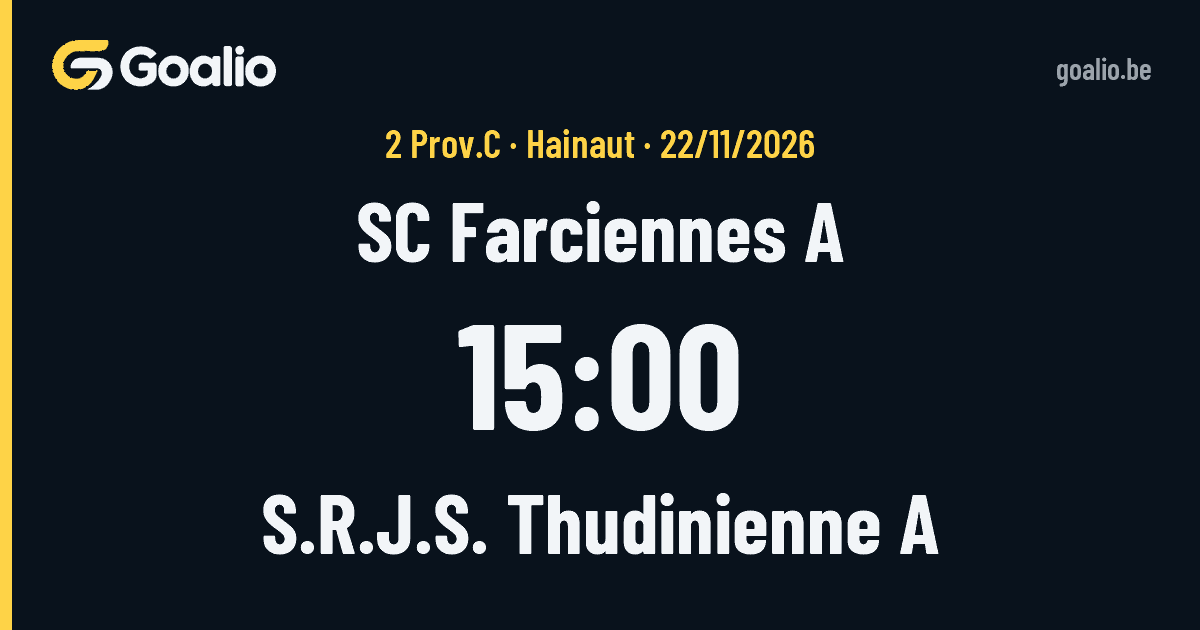 Goalio
goalio.be
2 Prov.C · Hainaut · 22/11/2026
SC Farciennes A
15:00
S.R.J.S. Thudinienne A